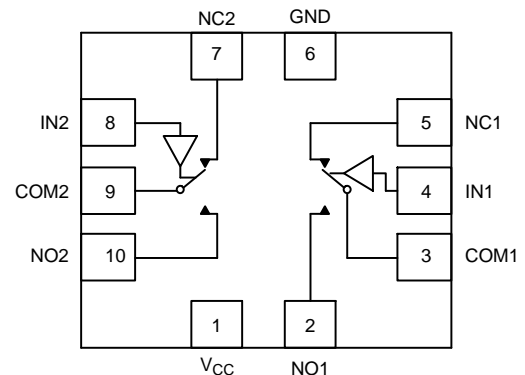 NC2 GND
7 6
IN2 8 5 NC1
COM2 9 4 IN1
NO2 10 3 COM1
1 2
VCC NO1